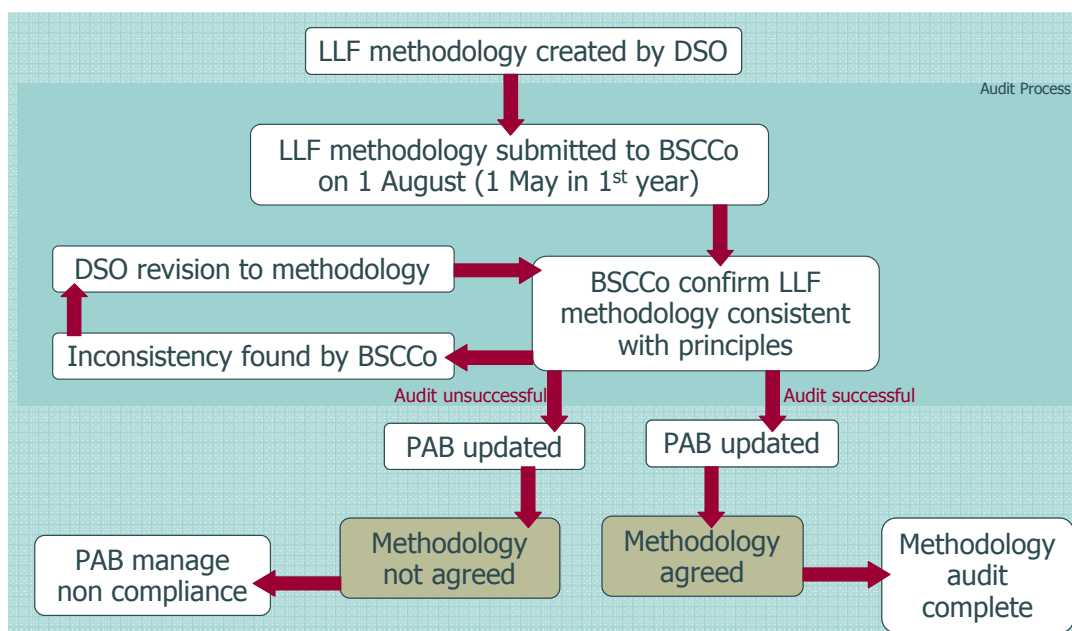 LLF methodology created by DSO
Audit Process
LLF methodology submitted to BSCCo
on 1 August (1 May in 1st year)
DSO revision to methodology
BSCCo confirm LLF
methodology consistent
with principles
Inconsistency found by BSCCo
Audit unsuccessful
Audit successful
PAB updated
PAB updated
Methodology
not agreed
Methodology
agreed
PAB manage
non compliance
Methodology
audit
complete